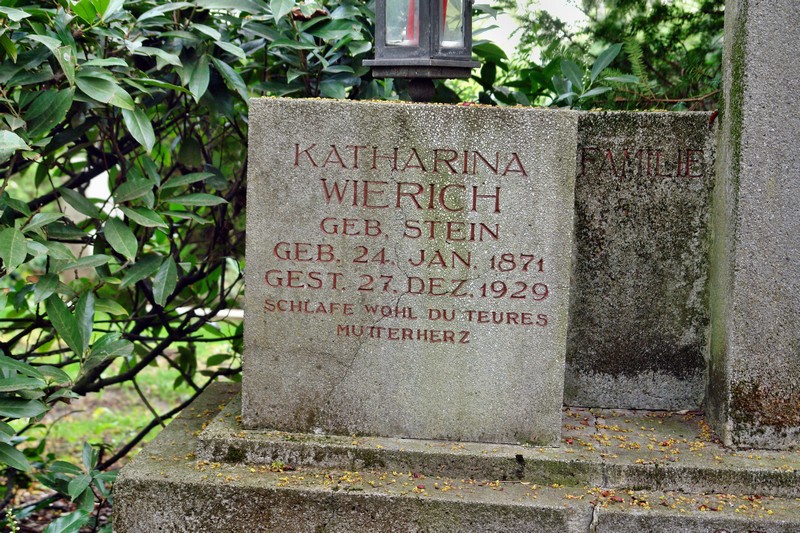 KATHARINA
WIERICH
GEB. STEIN
GEB. 24. JAN. 1871
GEST. 27. DEZ. 1929
SCHLAFE WOHL DU TEURES
MUTTERHERZ
FAMILIE